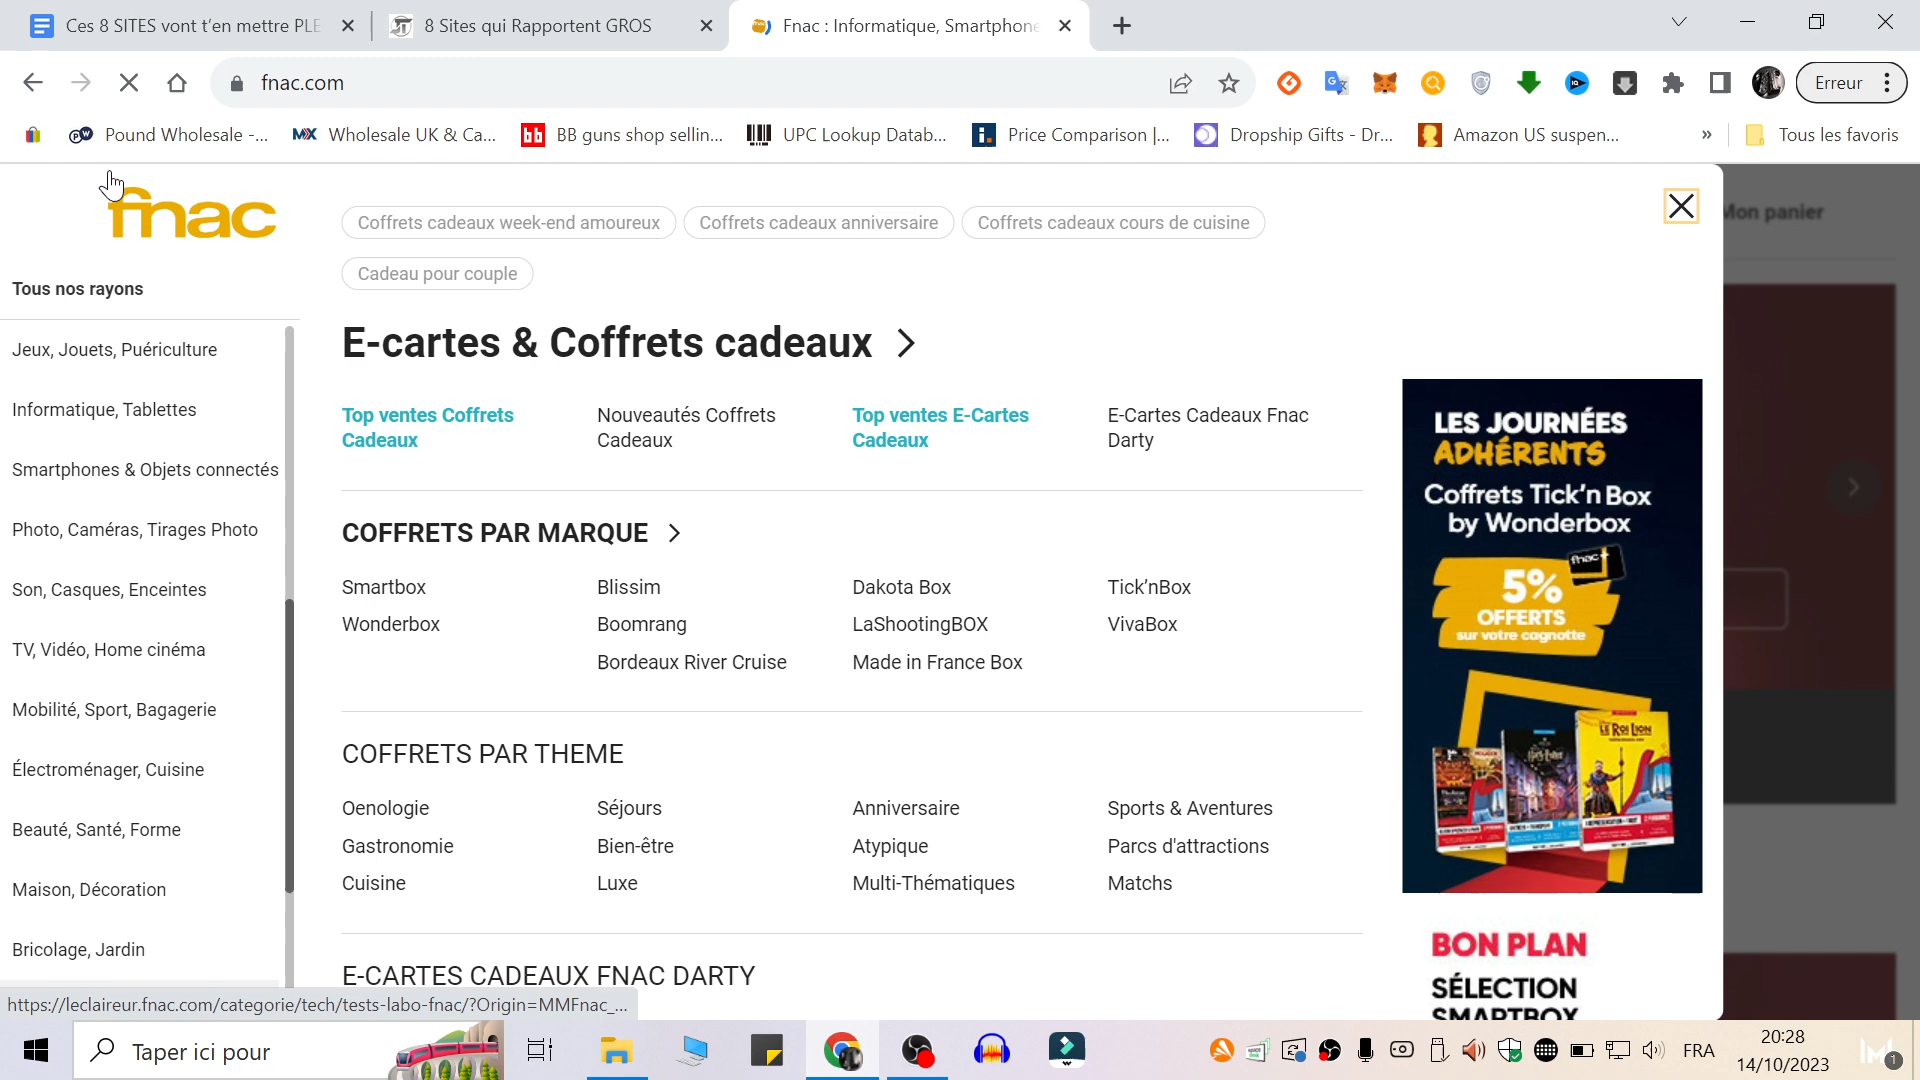 Ces 8 SITES vont t'en mettre PLE
8 Sites qui Rapportent GROS
Fnac : Informatique, Smartphone
fnac.com
Erreur
Pound Wholesale -...
Wholesale UK & Ca...
BB guns shop sellin...
UPC Lookup Datab...
Price Comparison |...
Dropship Gifts - Dr...
Amazon US suspen...
»
Tous les favoris
fnac
Coffrets cadeaux week-end amoureux
Coffrets cadeaux anniversaire
Coffrets cadeaux cours de cuisine
Mon panier
Cadeau pour couple
Tous nos rayons
Jeux, Jouets, Puériculture
Informatique, Tablettes
Smartphones & Objets connectés
Photo, Caméras, Tirages Photo
Son, Casques, Enceintes
TV, Vidéo, Home cinéma
Mobilité, Sport, Bagagerie
Électroménager, Cuisine
Beauté, Santé, Forme
Maison, Décoration
Bricolage, Jardin
E-cartes & Coffrets cadeaux
Top ventes Coffrets Cadeaux
Nouveautés Coffrets Cadeaux
Top ventes E-Cartes Cadeaux
E-Cartes Cadeaux Fnac Darty
COFFRETS PAR MARQUE
Smartbox
Blissim
Dakota Box
Tick'nBox
Wonderbox
Boomrang
LaShootingBOX
VivaBox
Bordeaux River Cruise
Made in France Box
COFFRETS PAR THEME
Oenologie
Séjours
Anniversaire
Sports & Aventures
Gastronomie
Bien-être
Atypique
Parcs d'attractions
Cuisine
Luxe
Multi-Thématiques
Matchs
E-CARTES CADEAUX FNAC DARTY
LES JOURNÉES
ADHÉRENTS
Coffrets Tick'n Box
by Wonderbox
fnac+
5%
OFFERTS
sur votre cagnotte
LE ROI LION
BON PLAN
SÉLECTION
SMARTBOX
https://leclaireur.fnac.com/categorie/tech/tests-labo-fnac/?Origin=MMFnac_...
Taper ici pour
FRA
20:28
14/10/2023
1